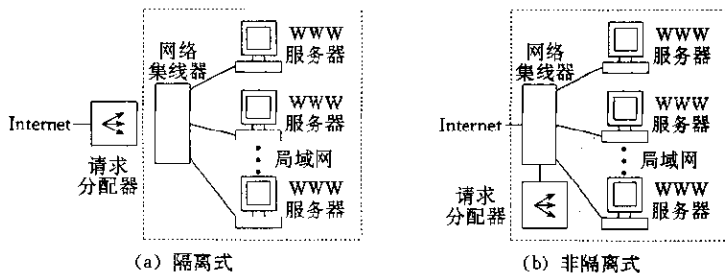 网络
集线器
WWW
服务器
WWW
服务器
Internet
请求
分配器
局域网
WWW
服务器
(a) 隔离式
网络
集线器
WWW
服务器
WWW
服务器
Internet
局域网
请求
分配器
WWW
服务器
(b) 非隔离式